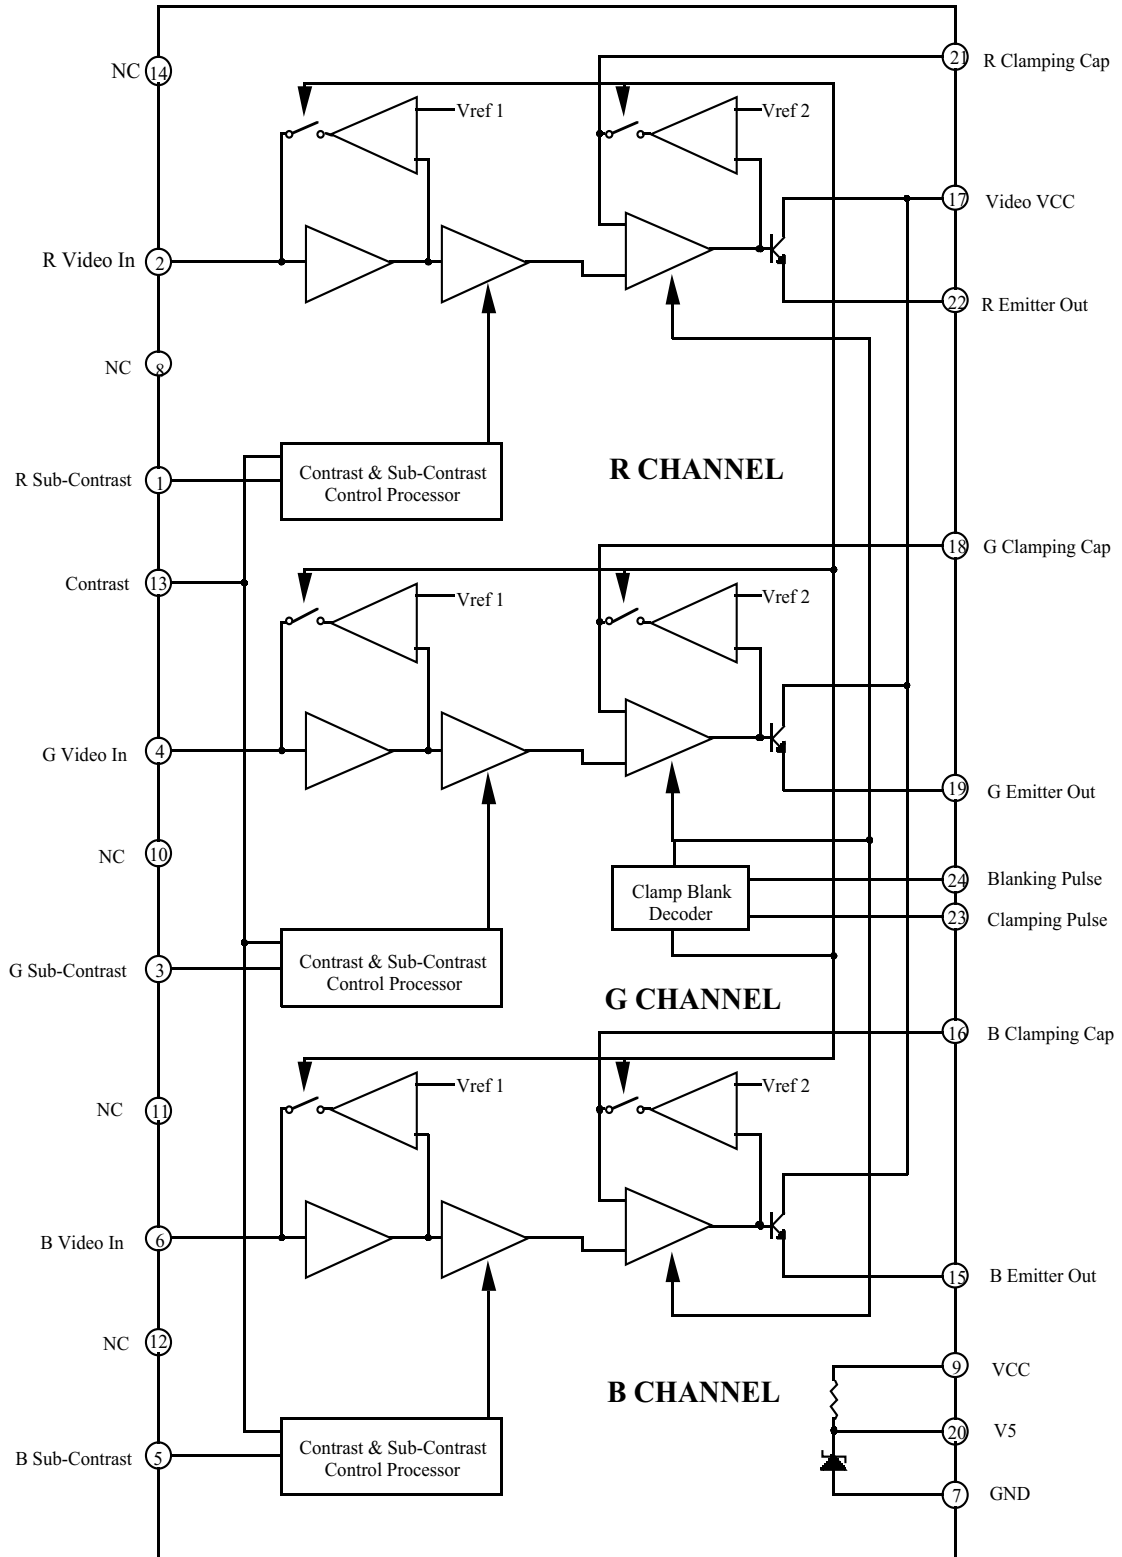 NC 14
21 R Clamping Cap
Vref 1
Vref 2
17 Video VCC
R Video In 2
22 R Emitter Out
NC 8
R CHANNEL
R Sub-Contrast 1
Contrast & Sub-Contrast
Control Processor
18 G Clamping Cap
Contrast 13
Vref 1
Vref 2
G Video In 4
19 G Emitter Out
NC 10
Clamp Blank
Decoder
24 Blanking Pulse
23 Clamping Pulse
G Sub-Contrast 3
Contrast & Sub-Contrast
Control Processor
G CHANNEL
16 B Clamping Cap
Vref 1
Vref 2
NC 11
B Video In 6
15 B Emitter Out
NC 12
9 VCC
B CHANNEL
20 V5
B Sub-Contrast 5
Contrast & Sub-Contrast
Control Processor
7 GND